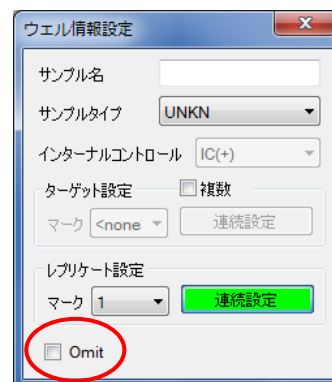 ウェル情報設定
サンプル名
サンプルタイプ UNKN
インターナルコントロール IC(+)
ターゲット設定 複数
マーク <none 連続設定
レプリケート設定
マーク 1 連続設定
Omit